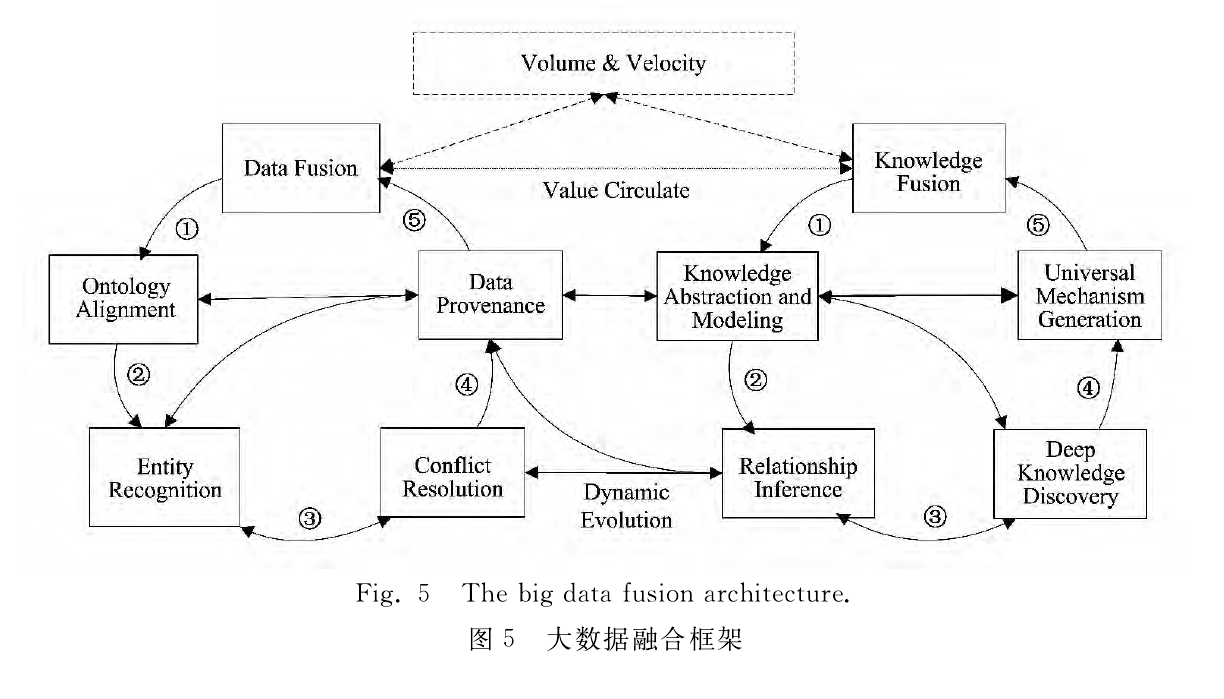 Volume & Velocity
Data Fusion
Knowledge
Fusion
Value Circulate
①
⑤
①
⑤
Ontology
Alignment
Data
Provenance
Knowledge
Abstraction and
Modeling
Universal
Mechanism
Generation
②
④
②
④
Entity
Recognition
Conflict
Resolution
Relationship
Inference
Deep
Knowledge
Discovery
Dynamic
Evolution
③
③
Fig. 5 The big data fusion architecture.
图 5 大数据融合框架